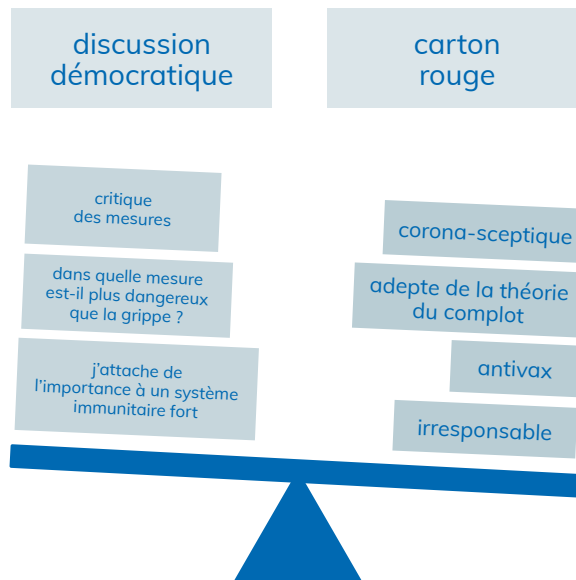 discussion
démocratique
carton
rouge
critique
des mesures
dans quelle mesure
est-il plus dangereux
que la grippe ?
j'attache de
l'importance à un système
immunitaire fort
corona-sceptique
adepte de la théorie
du complot
antivax
irresponsable